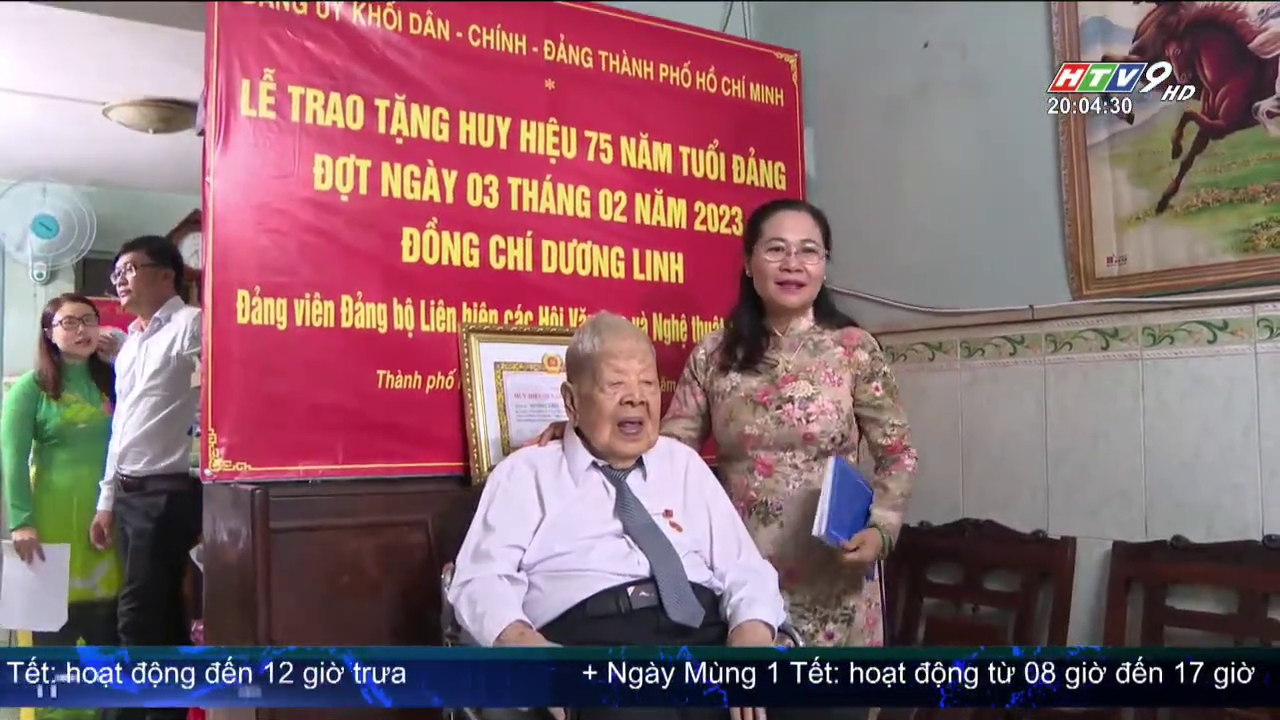 ĐẢNG ỦY KHỐI DÂN - CHÍNH - ĐẢNG THÀNH PHỐ HỒ CHÍ MINH
*
LỄ TRAO TẶNG HUY HIỆU 75 NĂM TUỔI ĐẢNG
ĐỢT NGÀY 03 THÁNG 02 NĂM 2023
ĐỒNG CHÍ DƯƠNG LINH
Đảng viên Đảng bộ Liên hiệp các Hội và Nghệ thuật
Thành phố
HTV9 HD
20:04:30
Tết: hoạt động đến 12 giờ trưa + Ngày Mùng 1 Tết: hoạt động từ 08 giờ đến 17 giờ